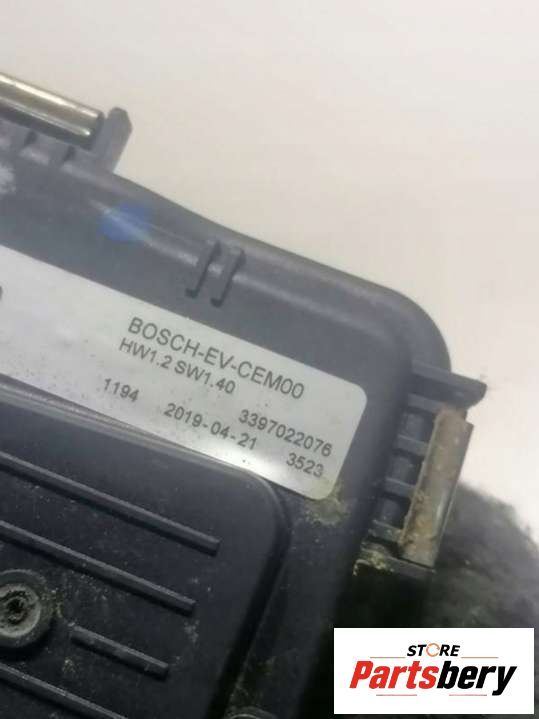 BOSCH-EV-CEM00
HW1.2 SW1.40
3397022076
1194 2019-04-21 3523
STORE
Partsbery